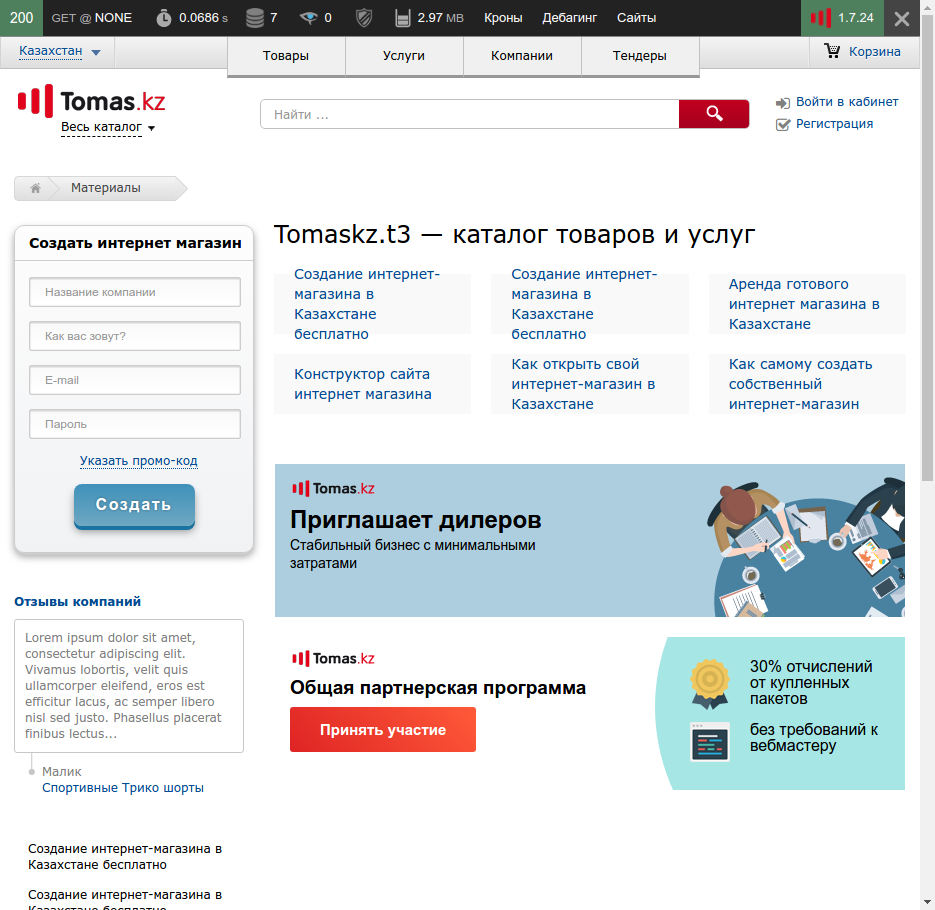 200 GET @ NONE 0.0686 s 7 0 2.97 MB Кроны Дебагинг Сайты 1.7.24
Казахстан Товары Услуги Компании Тендеры Корзина
Tomas.kz
Весь каталог
Найти ...
Войти в кабинет
Регистрация
Материалы
Создать интернет магазин
Название компании
Как вас зовут?
E-mail
Пароль
Указать промо-код
Создать
Отзывы компаний
Lorem ipsum dolor sit amet,
consectetur adipiscing elit.
Vivamus lobortis, velit quis
ullamcorper eleifend, eros est
efficitur lacus, ac semper libero
nisl sed justo. Phasellus placerat
finibus lectus...
Малик
Спортивные Трико шорты
Создание интернет-магазина в
Казахстане бесплатно
Создание интернет-магазина в
Казахстане бесплатно
Tomaskz.t3 — каталог товаров и услуг
Создание интернет-
магазина в
Казахстане
бесплатно
Создание интернет-
магазина в
Казахстане
бесплатно
Аренда готового
интернет магазина в
Казахстане
Конструктор сайта
интернет магазина
Как открыть свой
интернет-магазин в
Казахстане
Как самому создать
собственный
интернет-магазин
Tomas.kz
Приглашает дилеров
Стабильный бизнес с минимальными
затратами
Tomas.kz
Общая партнерская программа
Принять участие
30% отчислений
от купленных
пакетов
без требований к
вебмастеру